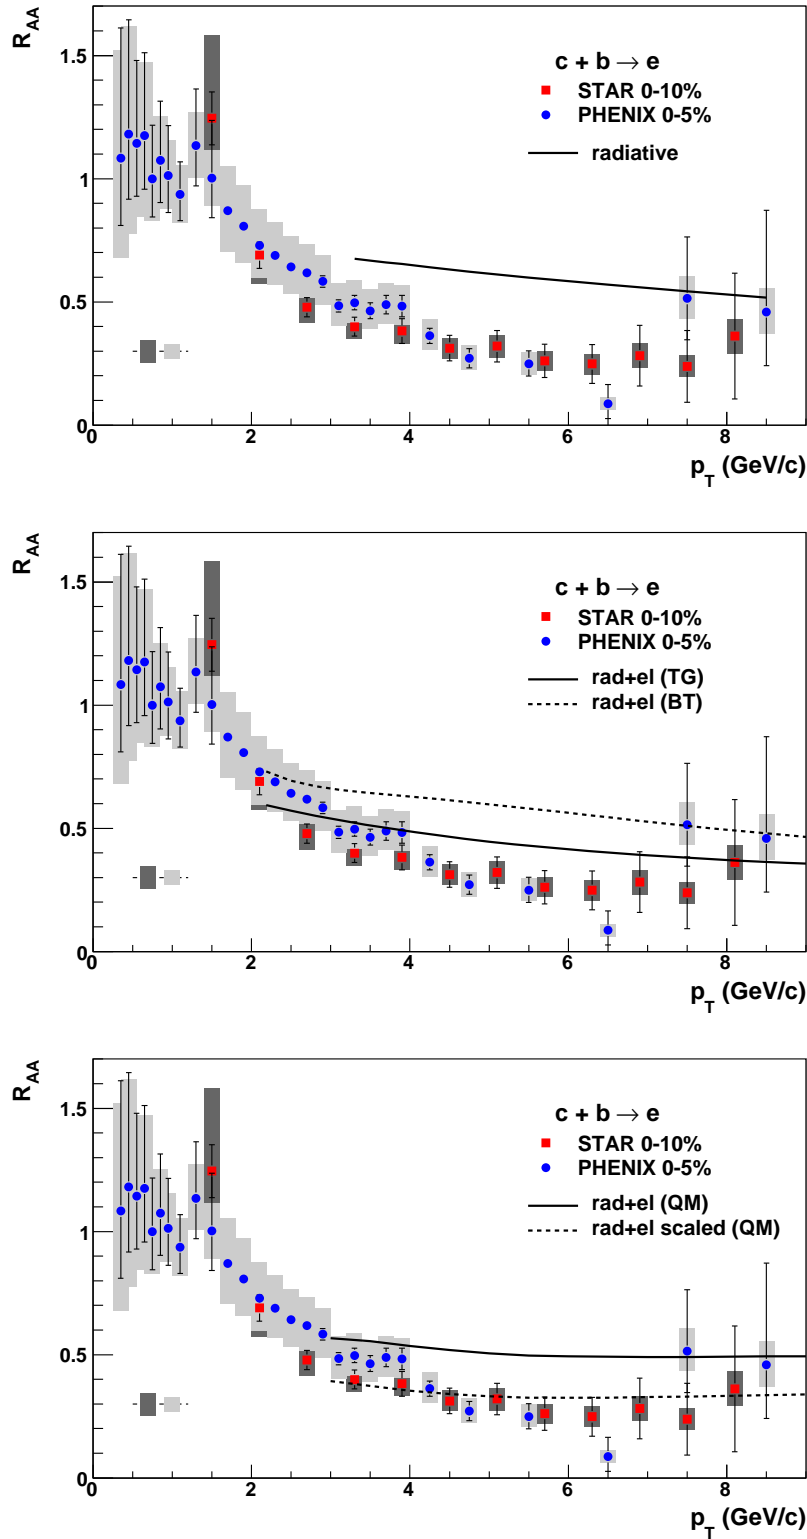 R_AA
1.5
c + b → e
STAR 0-10%
PHENIX 0-5%
radiative
1
0.5
0
0 2 4 6 8
p_T (GeV/c)
R_AA
1.5
c + b → e
STAR 0-10%
PHENIX 0-5%
rad+el (TG)
rad+el (BT)
1
0.5
0
0 2 4 6 8
p_T (GeV/c)
R_AA
1.5
c + b → e
STAR 0-10%
PHENIX 0-5%
rad+el (QM)
rad+el scaled (QM)
1
0.5
0
0 2 4 6 8
p_T (GeV/c)